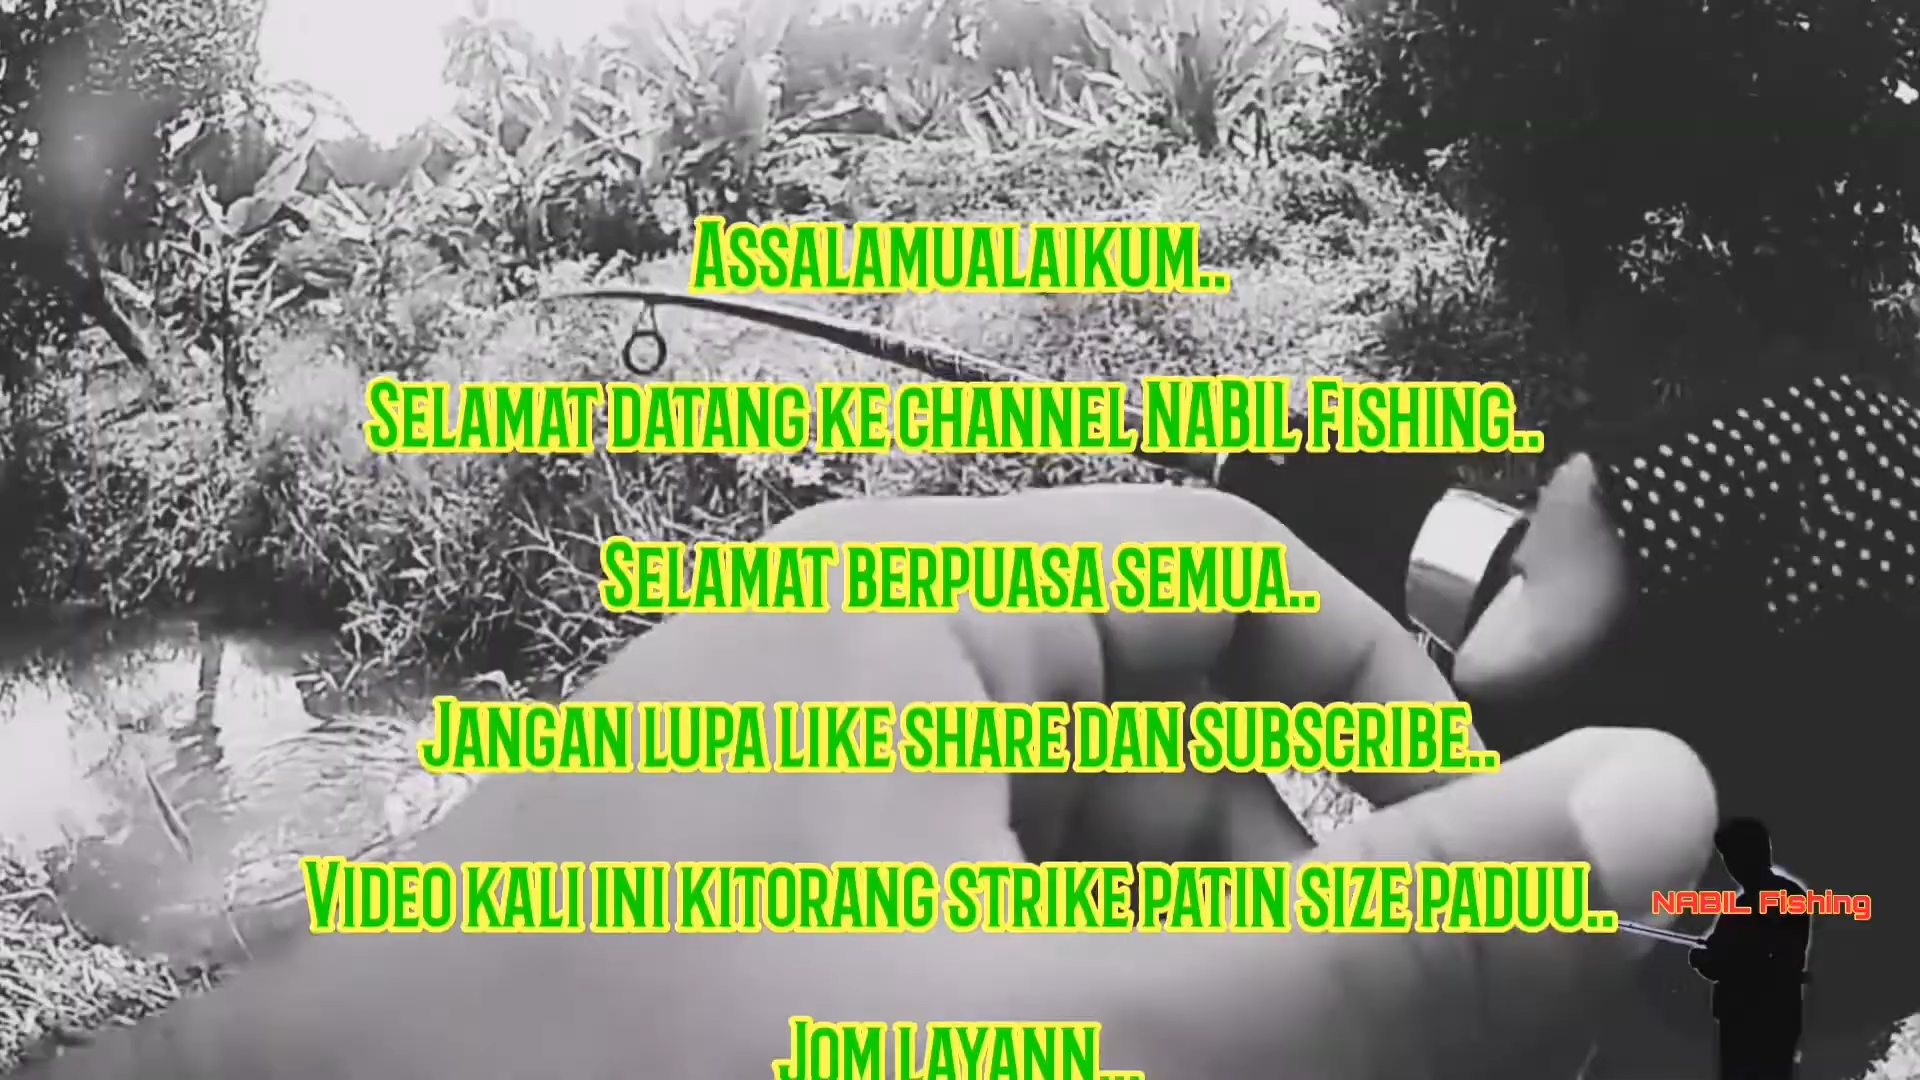 Assalamualaikum..
Selamat datang ke channel NABIL Fishing..
Selamat berpuasa semua..
Jangan lupa like share dan subscribe..
Video kali ini kitorang strike patin size paduu..
NABIL Fishing
Jom layann...